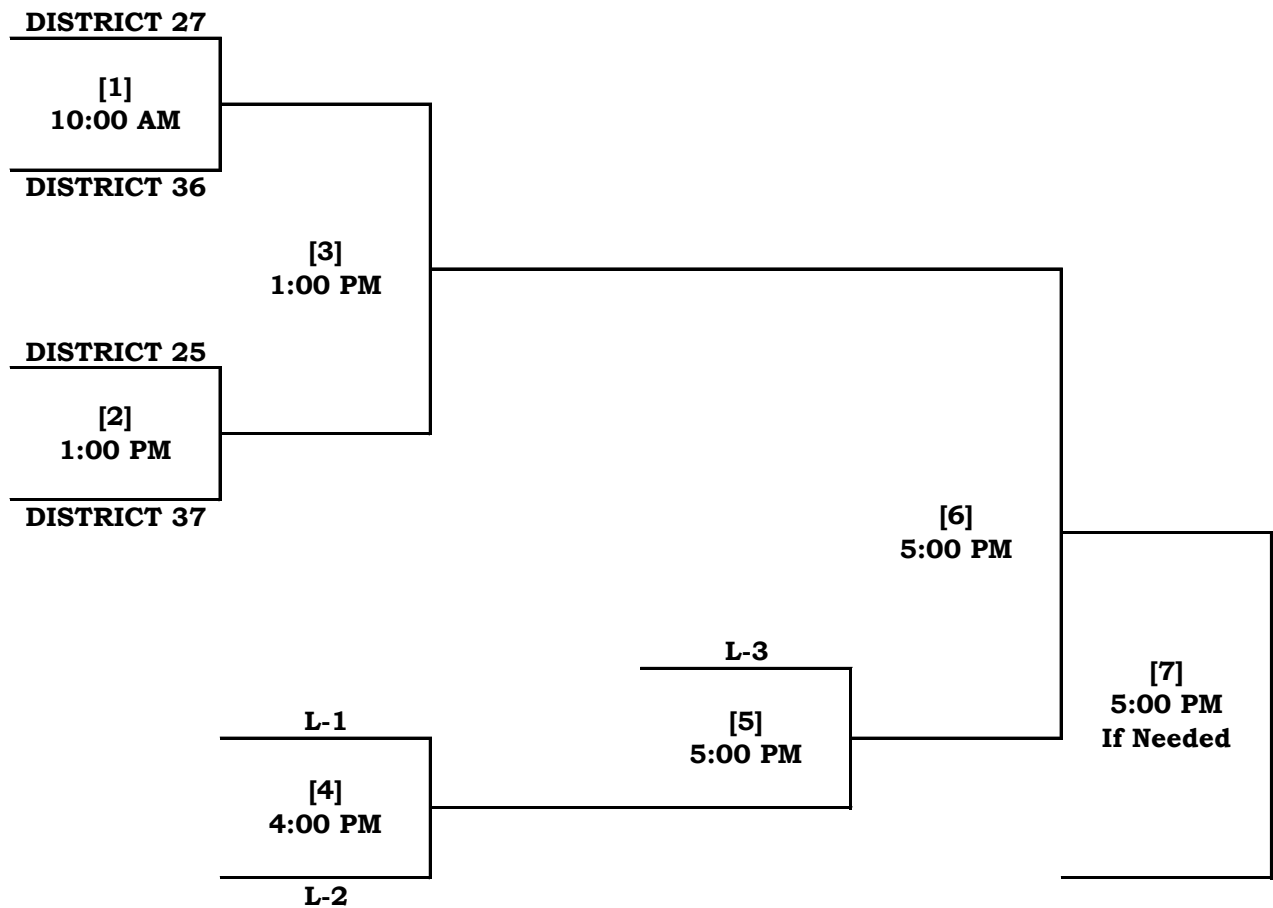 DISTRICT 27
[1]
10:00 AM
DISTRICT 36
[3]
1:00 PM
DISTRICT 25
[2]
1:00 PM
DISTRICT 37
[6]
5:00 PM
L-3
[7]
5:00 PM
If Needed
L-1
[5]
5:00 PM
[4]
4:00 PM
L-2